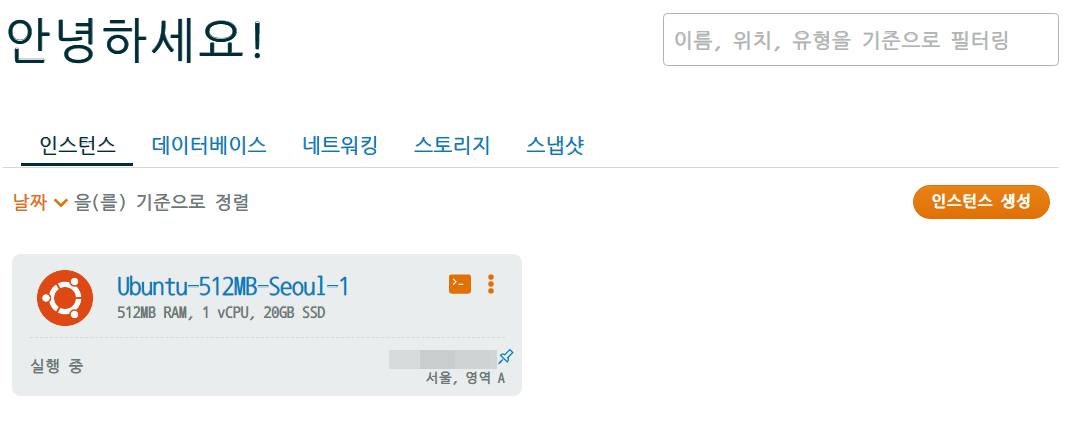 안녕하세요!
이름, 위치, 유형을 기준으로 필터링
인스턴스 데이터베이스 네트워킹 스토리지 스냅샷
날짜 을(를) 기준으로 정렬
인스턴스 생성
Ubuntu-512MB-Seoul-1
512MB RAM, 1 vCPU, 20GB SSD
실행 중
서울, 영역 A